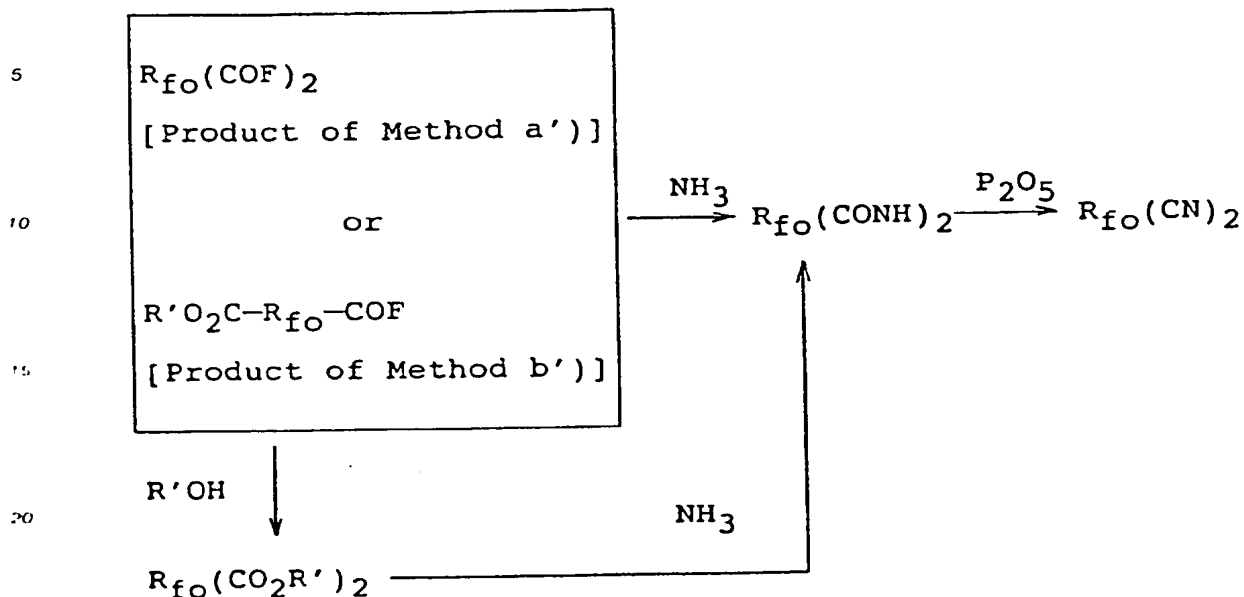 5 R_fo(COF)_2
[Product of Method a')]
10 or NH_3 R_fo(CONH)_2 P_2O_5 R_fo(CN)_2
R'O_2C—R_fo—COF
15 [Product of Method b')]
R'OH
20 NH_3
R_fo(CO_2R')_2